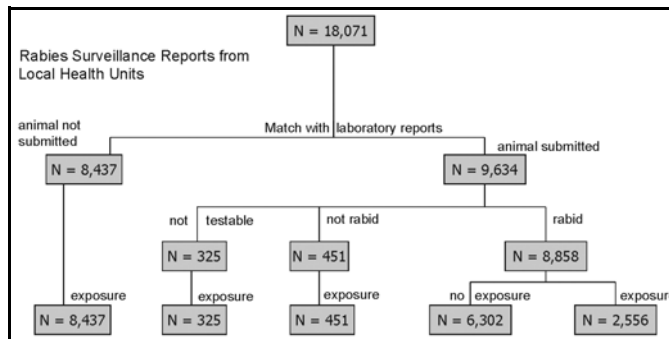 N = 18,071
Rabies Surveillance Reports from
Local Health Units
animal not
submitted
Match with laboratory reports
animal submitted
N = 8,437
N = 9,634
not testable
not rabid
rabid
N = 325
N = 451
N = 8,858
exposure
exposure
exposure
no exposure
exposure
N = 8,437
N = 325
N = 451
N = 6,302
N = 2,556